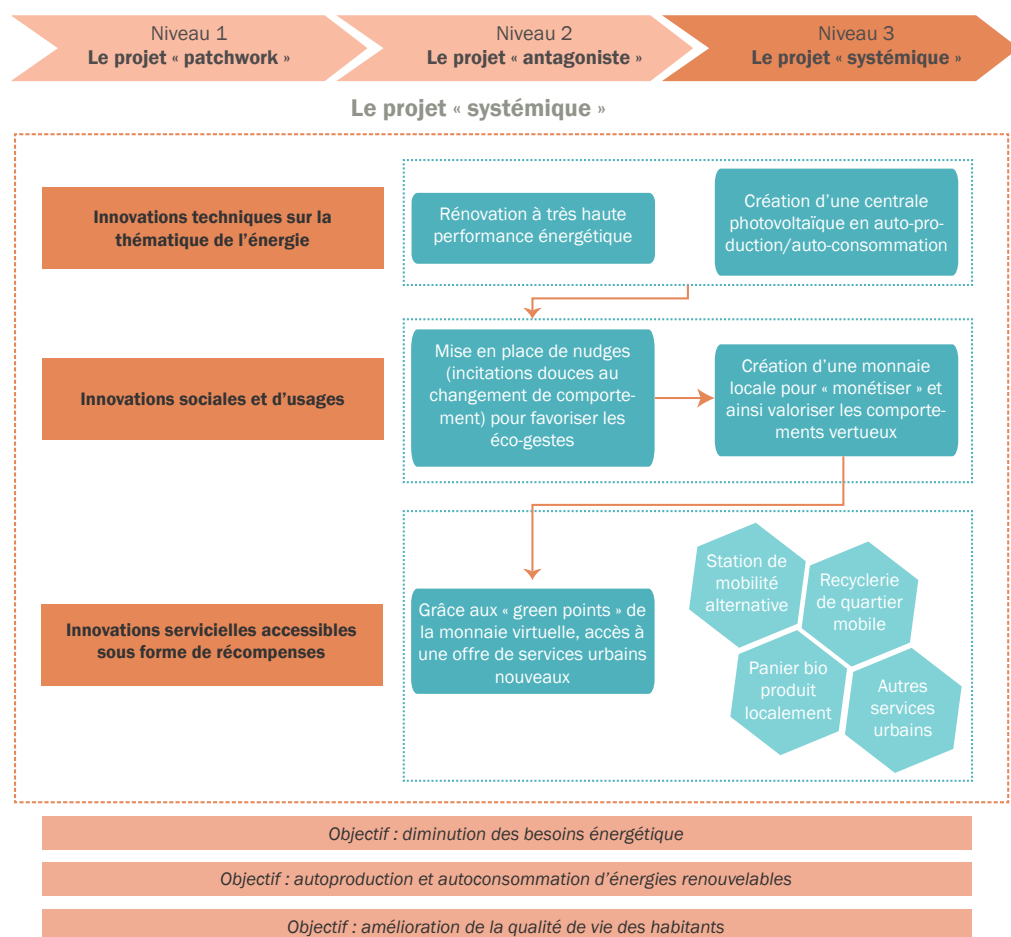 Niveau 1
Le projet « patchwork »
Niveau 2
Le projet « antagoniste »
Niveau 3
Le projet « systémique »
Le projet « systémique »
Innovations techniques sur la
thématique de l’énergie
Rénovation à très haute
performance énergétique
Création d’une centrale
photovoltaïque en auto-pro-
duction/auto-consommation
Innovations sociales et d’usages
Mise en place de nudges
(incitations douces au
changement de comporte-
ment) pour favoriser les
éco-gestes
Création d’une monnaie
locale pour « monétiser » et
ainsi valoriser les comporte-
ments vertueux
Innovations servicielles accessibles
sous forme de récompenses
Grâce aux « green points » de
la monnaie virtuelle, accès à
une offre de services urbains
nouveaux
Station de
mobilité
alternative
Recyclerie
de quartier
mobile
Panier bio
produit
localement
Autres
services
urbains
Objectif : diminution des besoins énergétique
Objectif : autoproduction et autoconsommation d’énergies renouvelables
Objectif : amélioration de la qualité de vie des habitants